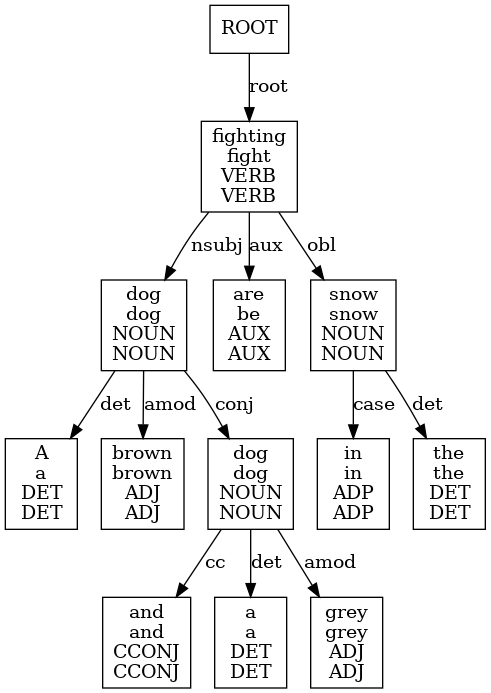 ROOT
root
fighting
fight
VERB
VERB
nsubj aux obl
dog
dog
NOUN
NOUN
are
be
AUX
AUX
snow
snow
NOUN
NOUN
det amod conj case det
A
a
DET
DET
brown
brown
ADJ
ADJ
dog
dog
NOUN
NOUN
in
in
ADP
ADP
the
the
DET
DET
cc det amod
and
and
CCONJ
CCONJ
a
a
DET
DET
grey
grey
ADJ
ADJ